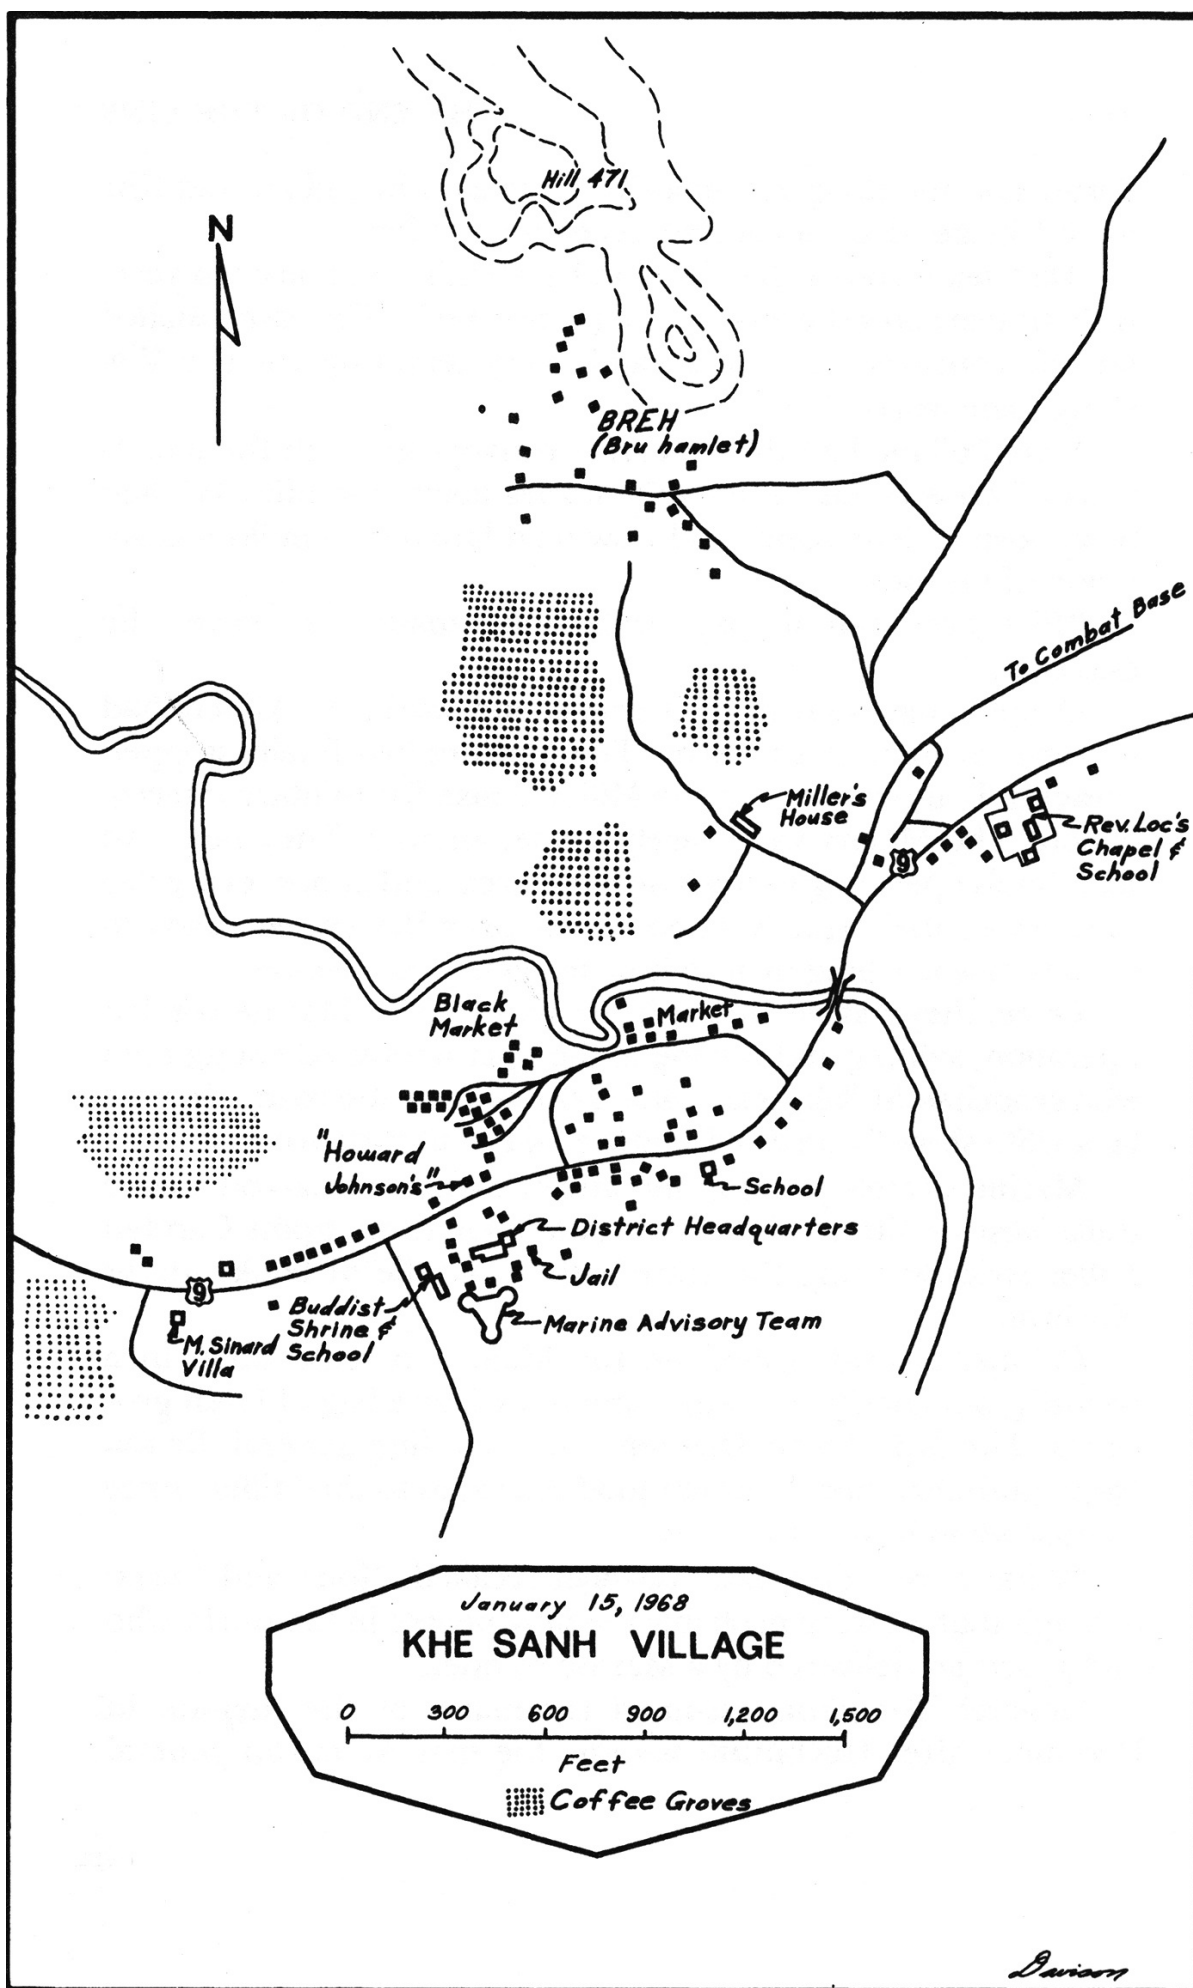 Hill 471
N
BREH
(Bru hamlet)
To Combat Base
Miller's
House
Rev. Loc's
Chapel &
School
9
Black
Market
Market
"Howard
Johnson's"
School
District Headquarters
Jail
Buddist
Shrine &
School
Marine Advisory Team
9
M. Sinard
Villa
January 15, 1968
KHE SANH VILLAGE
0 300 600 900 1,200 1,500
Feet
Coffee Groves
Davison